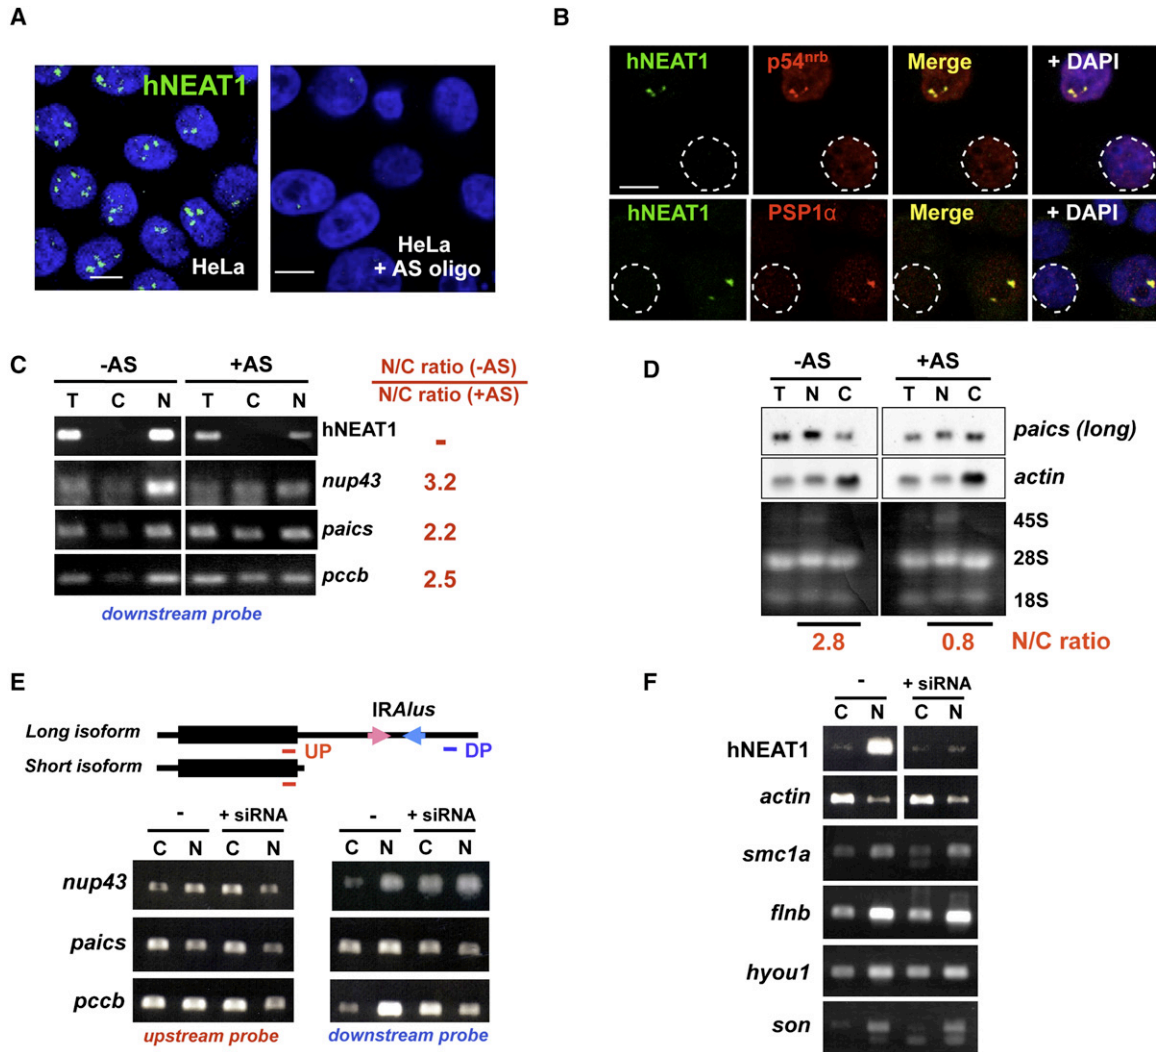 A
hNEAT1
HeLa
HeLa
+ AS oligo
B
hNEAT1 p54nrb Merge + DAPI
hNEAT1 PSP1α Merge + DAPI
C
-AS +AS
T C N T C N
N/C ratio (-AS)
N/C ratio (+AS)
hNEAT1 -
nup43 3.2
paics 2.2
pccb 2.5
downstream probe
D
-AS +AS
T N C T N C
paics (long)
actin
45S
28S
18S
2.8 0.8 N/C ratio
E
IRAlus
Long isoform
UP DP
Short isoform
- + siRNA - + siRNA
C N C N C N C N
nup43
paics
pccb
upstream probe downstream probe
F
- + siRNA
C N C N
hNEAT1
actin
smc1a
flnb
hyou1
son